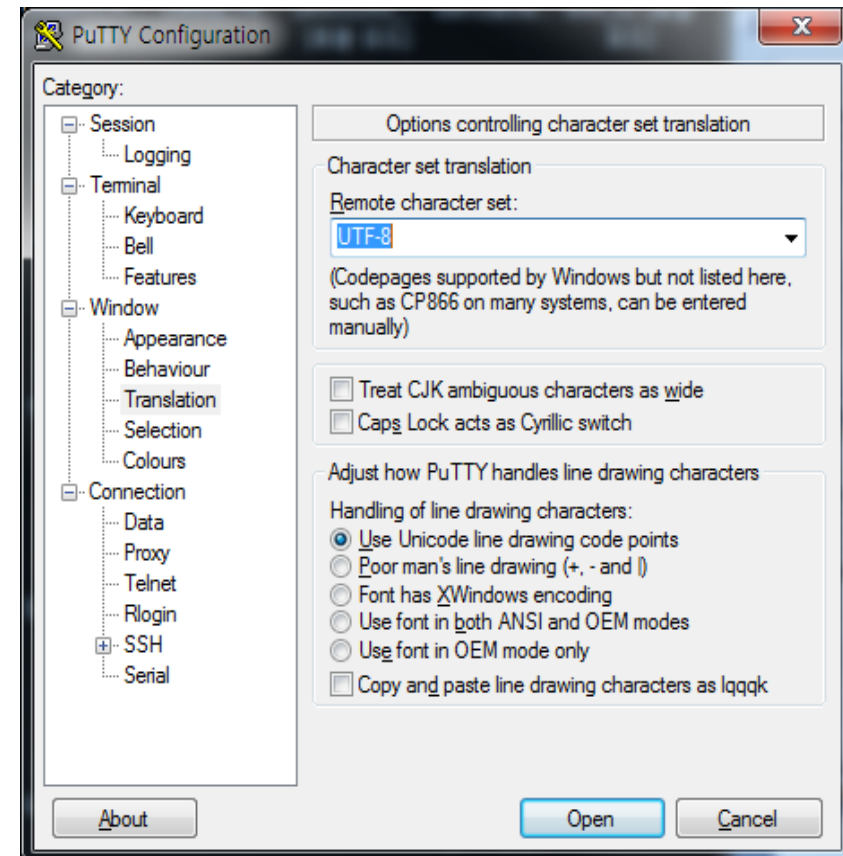 PuTTY Configuration
X
Category:
Session
Logging
Terminal
Keyboard
Bell
Features
Window
Appearance
Behaviour
Translation
Selection
Colours
Connection
Data
Proxy
Telnet
Rlogin
SSH
Serial
Options controlling character set translation
Character set translation
Remote character set:
UTF-8
(Codepages supported by Windows but not listed here,
such as CP866 on many systems, can be entered
manually)
Treat CJK ambiguous characters as wide
Caps Lock acts as Cyrillic switch
Adjust how PuTTY handles line drawing characters
Handling of line drawing characters:
Use Unicode line drawing code points
Poor man's line drawing (+, - and |)
Font has XWindows encoding
Use font in both ANSI and OEM modes
Use font in OEM mode only
Copy and paste line drawing characters as lqqqk
About
Open
Cancel